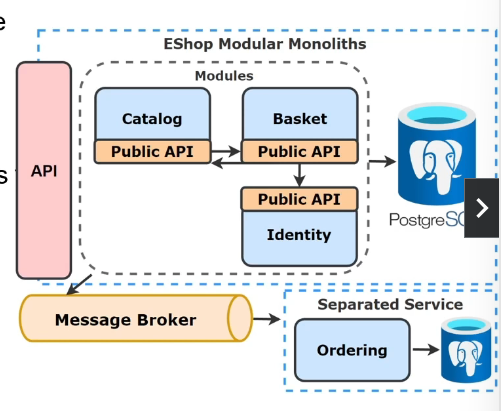 e
EShop Modular Monoliths
Modules
Catalog
Basket
Public API
Public API
API
s
Public API
Identity
Message Broker
Separated Service
Ordering